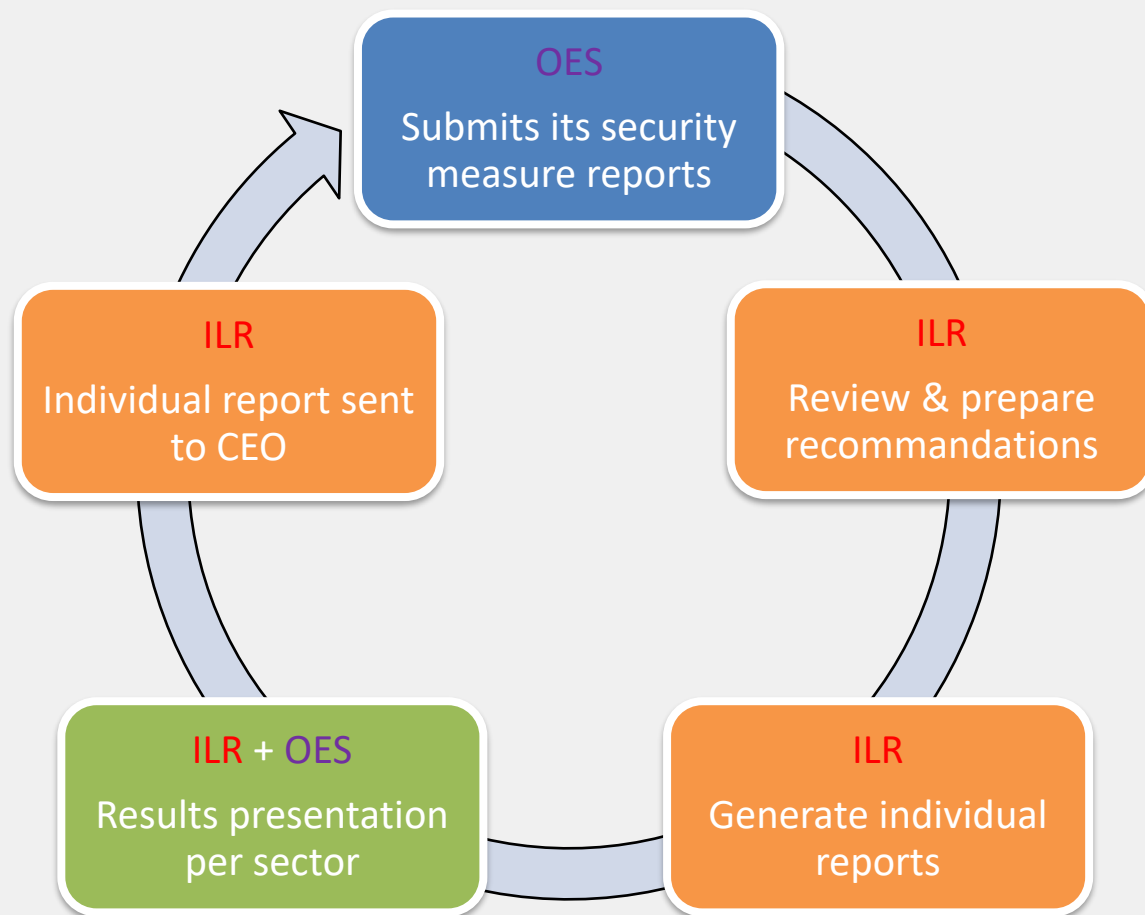 OES
Submits its security
measure reports
ILR
Review & prepare
recommandations
ILR
Generate individual
reports
ILR + OES
Results presentation
per sector
ILR
Individual report sent
to CEO